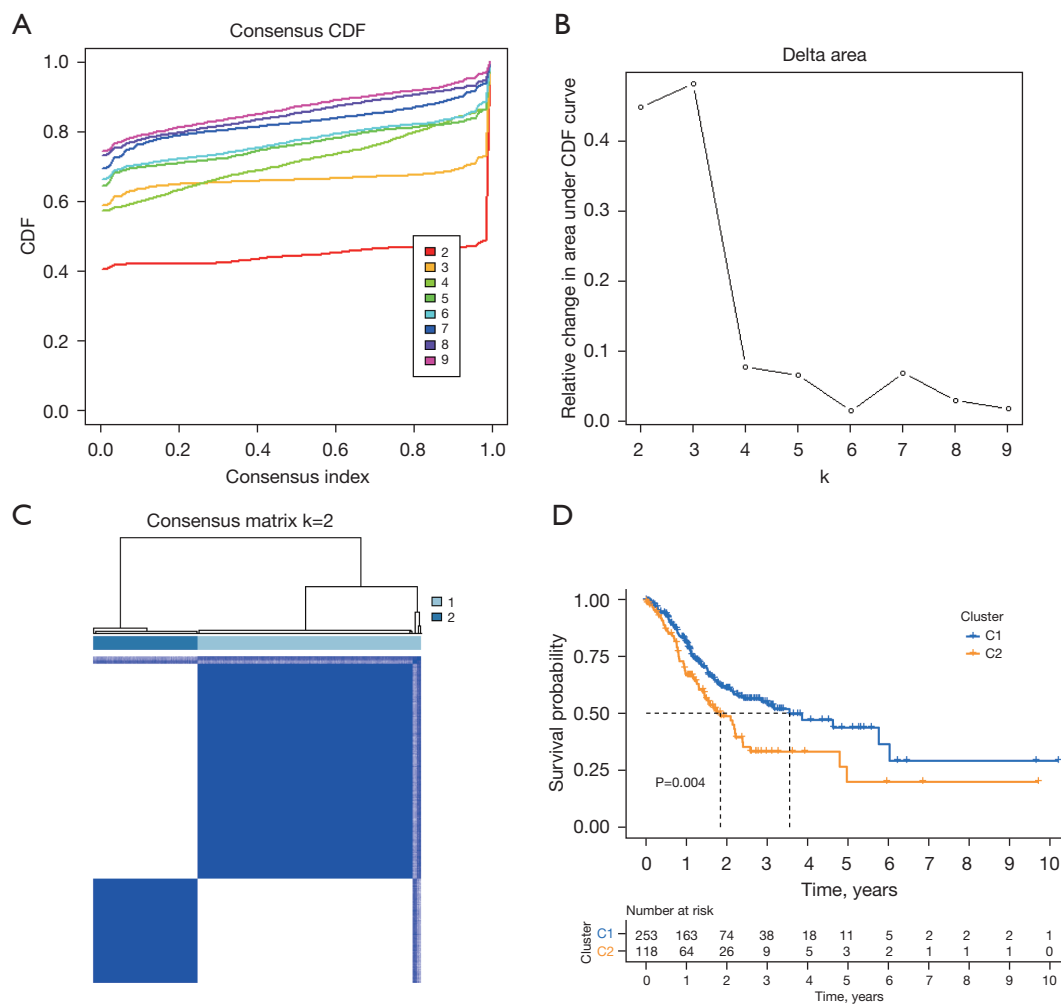 A
Consensus CDF
1.0
0.8
0.6
0.4
0.2
0.0
CDF
2
3
4
5
6
7
8
9
0.0 0.2 0.4 0.6 0.8 1.0
Consensus index
B
Delta area
Relative change in area under CDF curve
0.4
0.3
0.2
0.1
0.0
2 3 4 5 6 7 8 9
k
C
Consensus matrix k=2
1
2
D
Survival probability
1.00
0.75
0.50
0.25
0.00
Cluster
C1
C2
P=0.004
0 1 2 3 4 5 6 7 8 9 10
Time, years
Number at risk
Cluster
C1 253 163 74 38 18 11 5 2 2 2 1
C2 118 64 26 9 5 3 2 1 1 1 0
0 1 2 3 4 5 6 7 8 9 10
Time, years